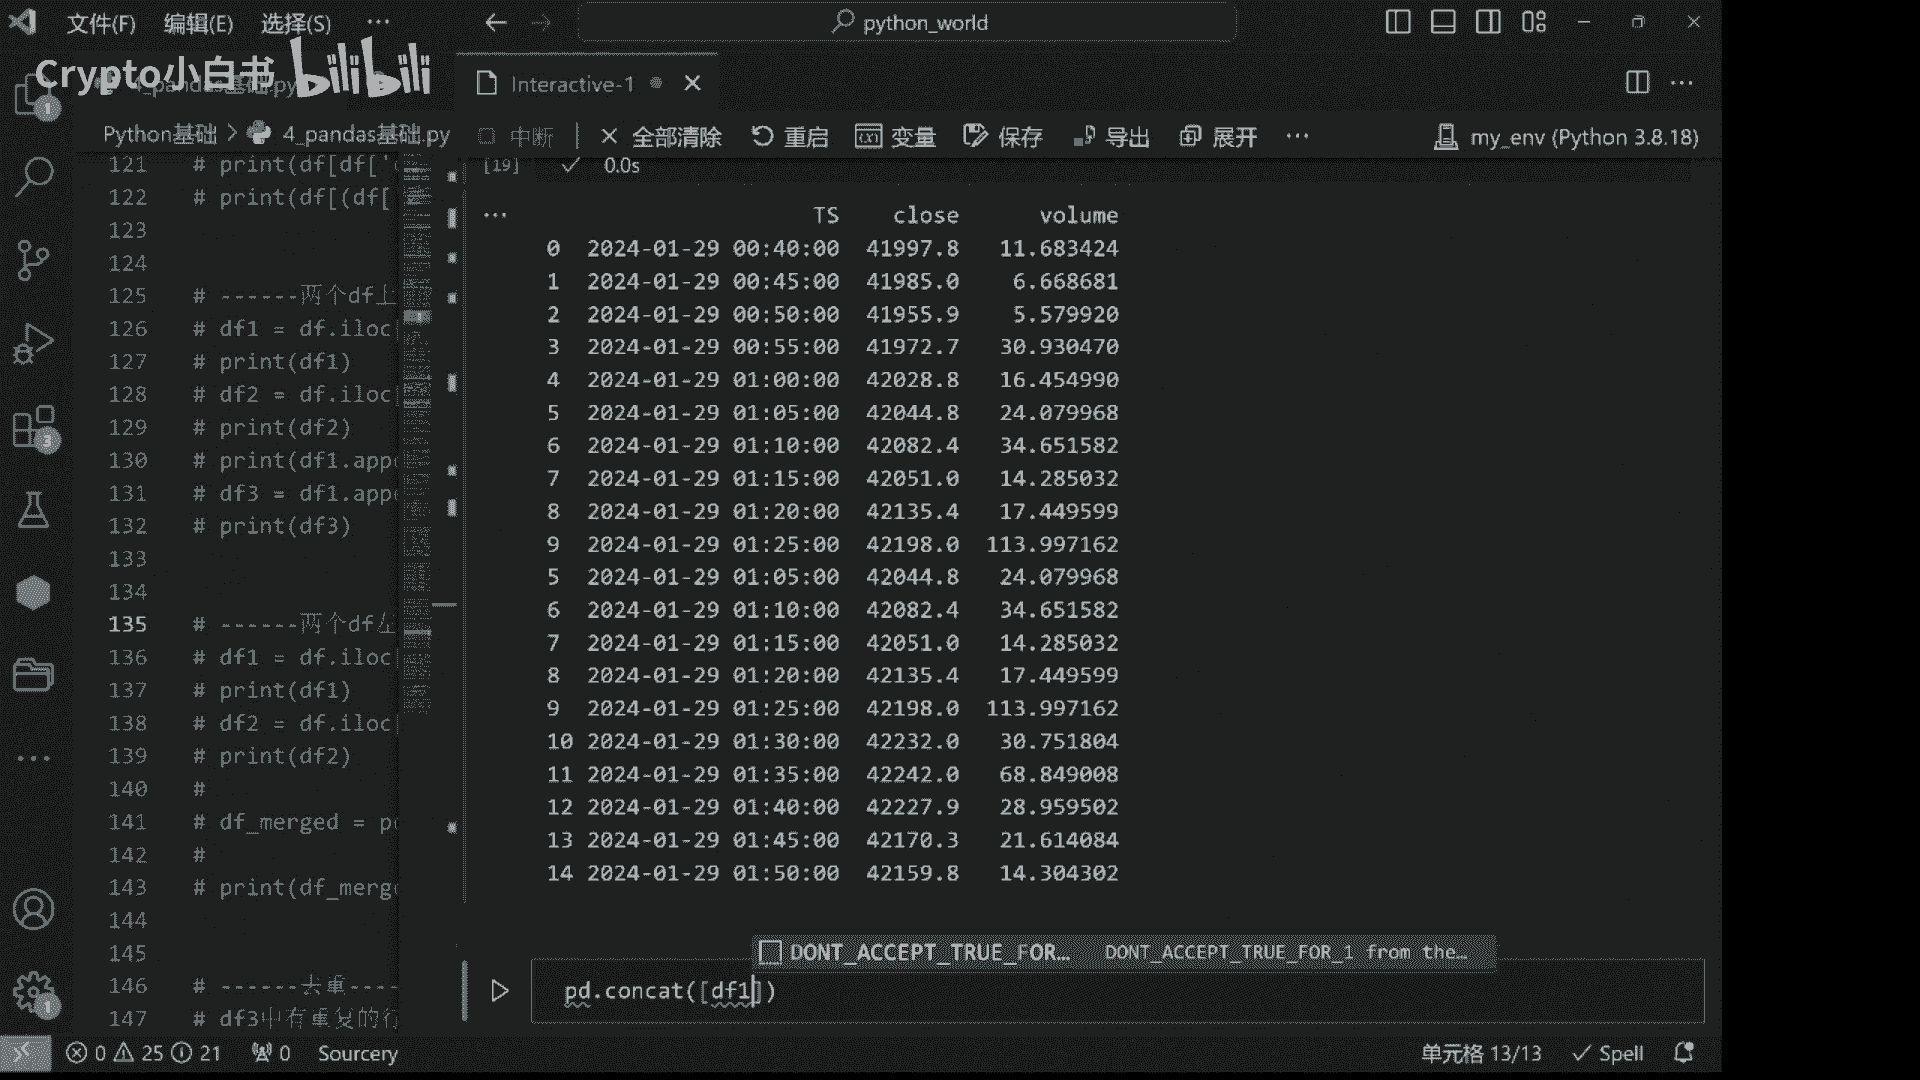 文件(F) 编辑(E) 选择(S) ··· python_world
Crypto小白书 bilibili
4_pandas基础.py Interactive-1
Python基础 > 4_pandas基础.py 中断 全部清除 重启 变量 保存 导出 展开 ··· my_env (Python 3.8.18)
[19] 0.0s
121 # print(df[df['
122 # print(df[(df[
123
124
125 # ------两个df上
126 # df1 = df.iloc
127 # print(df1)
128 # df2 = df.iloc
129 # print(df2)
130 # print(df1.appe
131 # df3 = df1.appe
132 # print(df3)
133
134
135 # ------两个df左
136 # df1 = df.iloc
137 # print(df1)
138 # df2 = df.iloc
139 # print(df2)
140 #
141 # df_merged = pd
142 #
143 # print(df_merge
144
145
146 # ------去重----
147 # df3中有重复的行
TS close volume
0 2024-01-29 00:40:00 41997.8 11.683424
1 2024-01-29 00:45:00 41985.0 6.668681
2 2024-01-29 00:50:00 41955.9 5.579920
3 2024-01-29 00:55:00 41972.7 30.930470
4 2024-01-29 01:00:00 42028.8 16.454990
5 2024-01-29 01:05:00 42044.8 24.079968
6 2024-01-29 01:10:00 42082.4 34.651582
7 2024-01-29 01:15:00 42051.0 14.285032
8 2024-01-29 01:20:00 42135.4 17.449599
9 2024-01-29 01:25:00 42198.0 113.997162
5 2024-01-29 01:05:00 42044.8 24.079968
6 2024-01-29 01:10:00 42082.4 34.651582
7 2024-01-29 01:15:00 42051.0 14.285032
8 2024-01-29 01:20:00 42135.4 17.449599
9 2024-01-29 01:25:00 42198.0 113.997162
10 2024-01-29 01:30:00 42232.0 30.751804
11 2024-01-29 01:35:00 42242.0 68.849008
12 2024-01-29 01:40:00 42227.9 28.959502
13 2024-01-29 01:45:00 42170.3 21.614084
14 2024-01-29 01:50:00 42159.8 14.304302
DONT_ACCEPT_TRUE_FOR… DONT_ACCEPT_TRUE_FOR_1 from the…
pd.concat([df1])
1
3
1
0 25 21 0 Sourcery 单元格 13/13 Spell